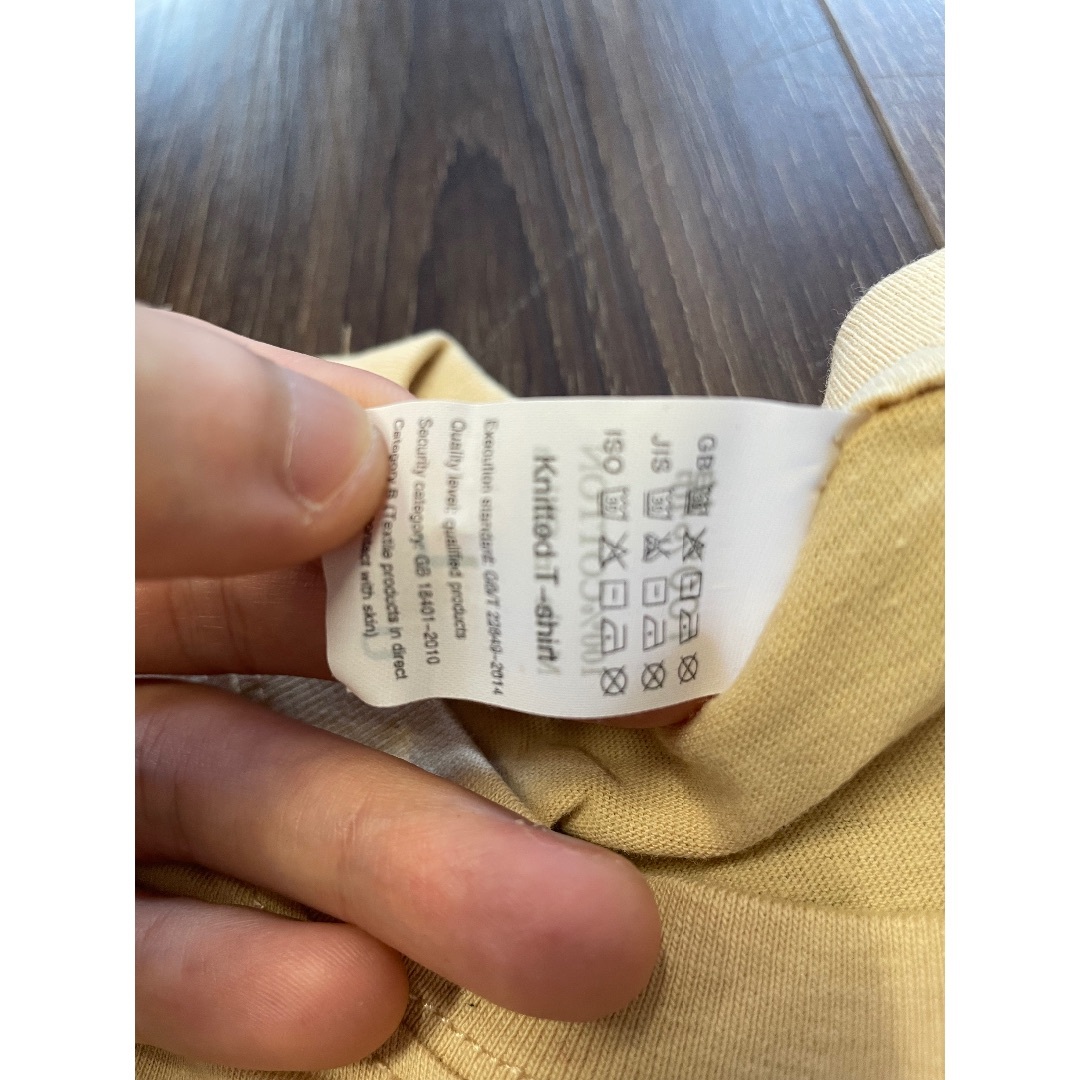 GB
JIS
ISO
Knitted T-shirt
Execution standard: GB/T 22849-2014
Quality level: qualified products
Security category: GB 18401-2010
Category B (Textile products in direct
contact with skin)